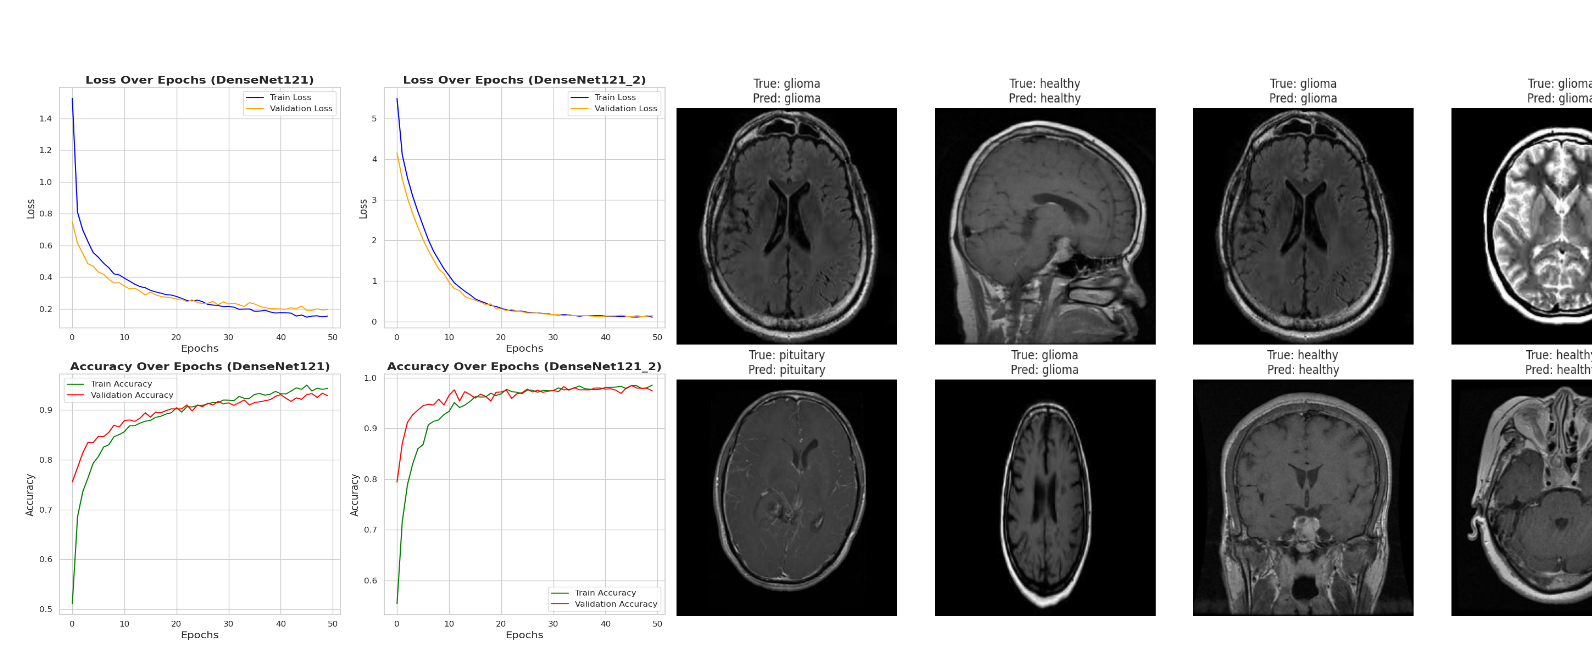 Loss Over Epochs (DenseNet121)
Train Loss
Validation Loss
1.4
1.2
1.0
0.8
0.6
0.4
0.2
Loss
0 10 20 30 40 50
Epochs
Loss Over Epochs (DenseNet121_2)
Train Loss
Validation Loss
5
4
3
2
1
0
Loss
0 10 20 30 40 50
Epochs
True: glioma
Pred: glioma
True: healthy
Pred: healthy
True: glioma
Pred: glioma
True: glioma
Pred: glioma
Accuracy Over Epochs (DenseNet121)
Train Accuracy
Validation Accuracy
0.9
0.8
0.7
0.6
0.5
Accuracy
0 10 20 30 40 50
Epochs
Accuracy Over Epochs (DenseNet121_2)
1.0
0.9
0.8
0.7
0.6
Accuracy
Train Accuracy
Validation Accuracy
0 10 20 30 40 50
Epochs
True: pituitary
Pred: pituitary
True: glioma
Pred: glioma
True: healthy
Pred: healthy
True: healthy
Pred: healthy